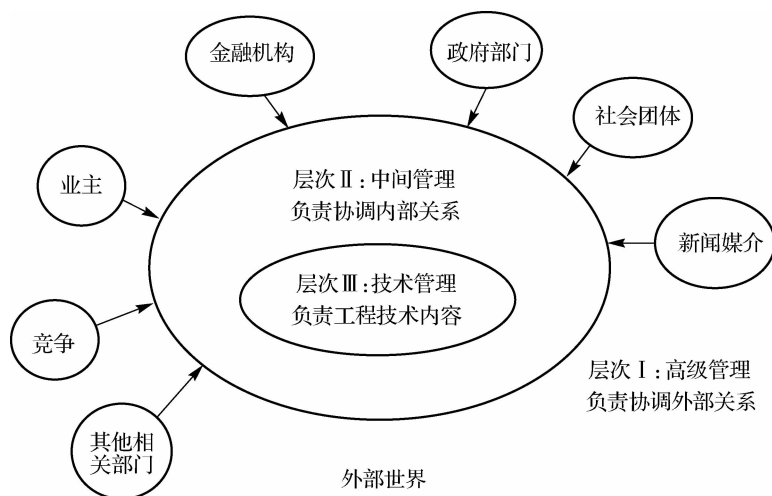 金融机构
政府部门
社会团体
业主
层次Ⅱ:中间管理
负责协调内部关系
新闻媒介
层次Ⅲ:技术管理
负责工程技术内容
竞争
层次Ⅰ:高级管理
负责协调外部关系
其他相
关部门
外部世界